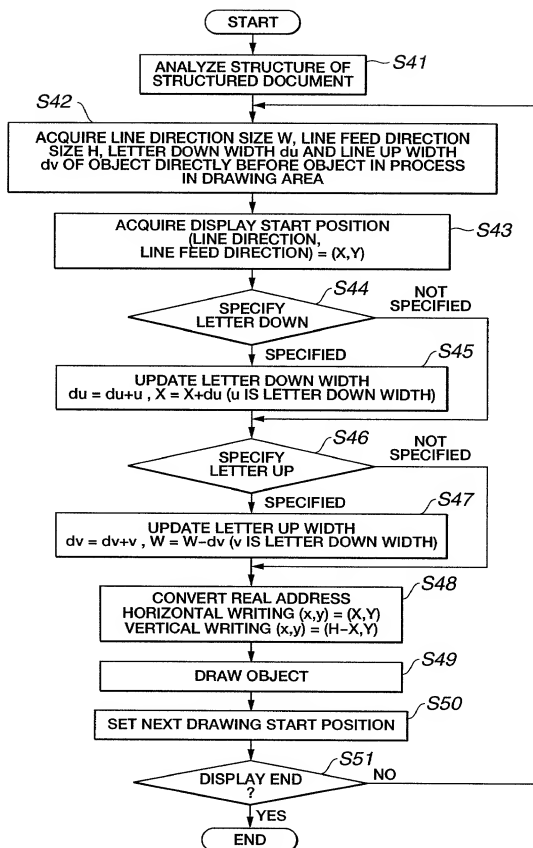 START
ANALYZE STRUCTURE OF
STRUCTURED DOCUMENT
S41
S42
ACQUIRE LINE DIRECTION SIZE W, LINE FEED DIRECTION
SIZE H, LETTER DOWN WIDTH du AND LINE UP WIDTH
dv OF OBJECT DIRECTLY BEFORE OBJECT IN PROCESS
IN DRAWING AREA
ACQUIRE DISPLAY START POSITION
(LINE DIRECTION,
LINE FEED DIRECTION) = (X,Y)
S43
S44
SPECIFY
LETTER DOWN
NOT
SPECIFIED
SPECIFIED
S45
UPDATE LETTER DOWN WIDTH
du = du+u , X = X+du (u IS LETTER DOWN WIDTH)
S46
SPECIFY
LETTER UP
NOT
SPECIFIED
SPECIFIED
S47
UPDATE LETTER UP WIDTH
dv = dv+v , W = W-dv (v IS LETTER DOWN WIDTH)
S48
CONVERT REAL ADDRESS
HORIZONTAL WRITING (x,y) = (X,Y)
VERTICAL WRITING (x,y) = (H-X,Y)
S49
DRAW OBJECT
S50
SET NEXT DRAWING START POSITION
S51
DISPLAY END
?
NO
YES
END